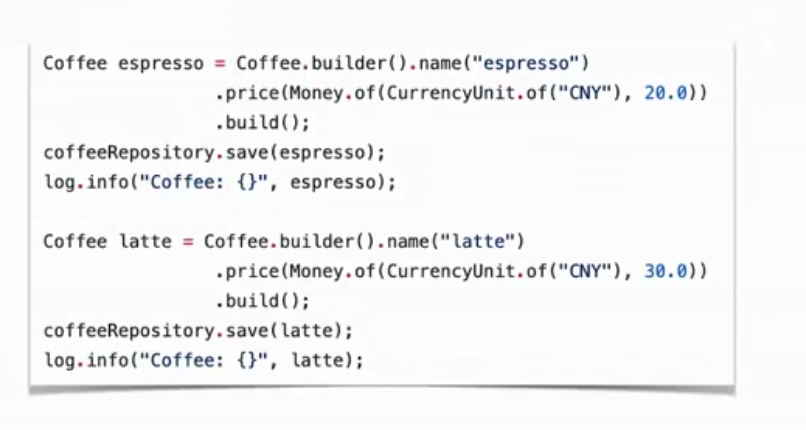 Coffee espresso = Coffee.builder().name("espresso")
.price(Money.of(CurrencyUnit.of("CNY"), 20.0))
.build();
coffeeRepository.save(espresso);
log.info("Coffee: {}", espresso);
Coffee latte = Coffee.builder().name("latte")
.price(Money.of(CurrencyUnit.of("CNY"), 30.0))
.build();
coffeeRepository.save(latte);
log.info("Coffee: {}", latte);